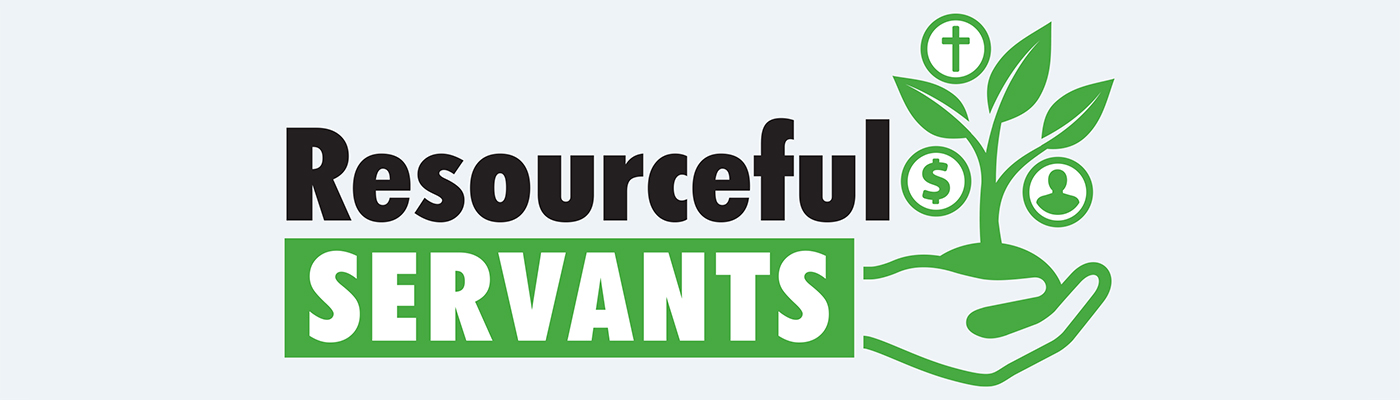 Resourceful
SERVANTS
$